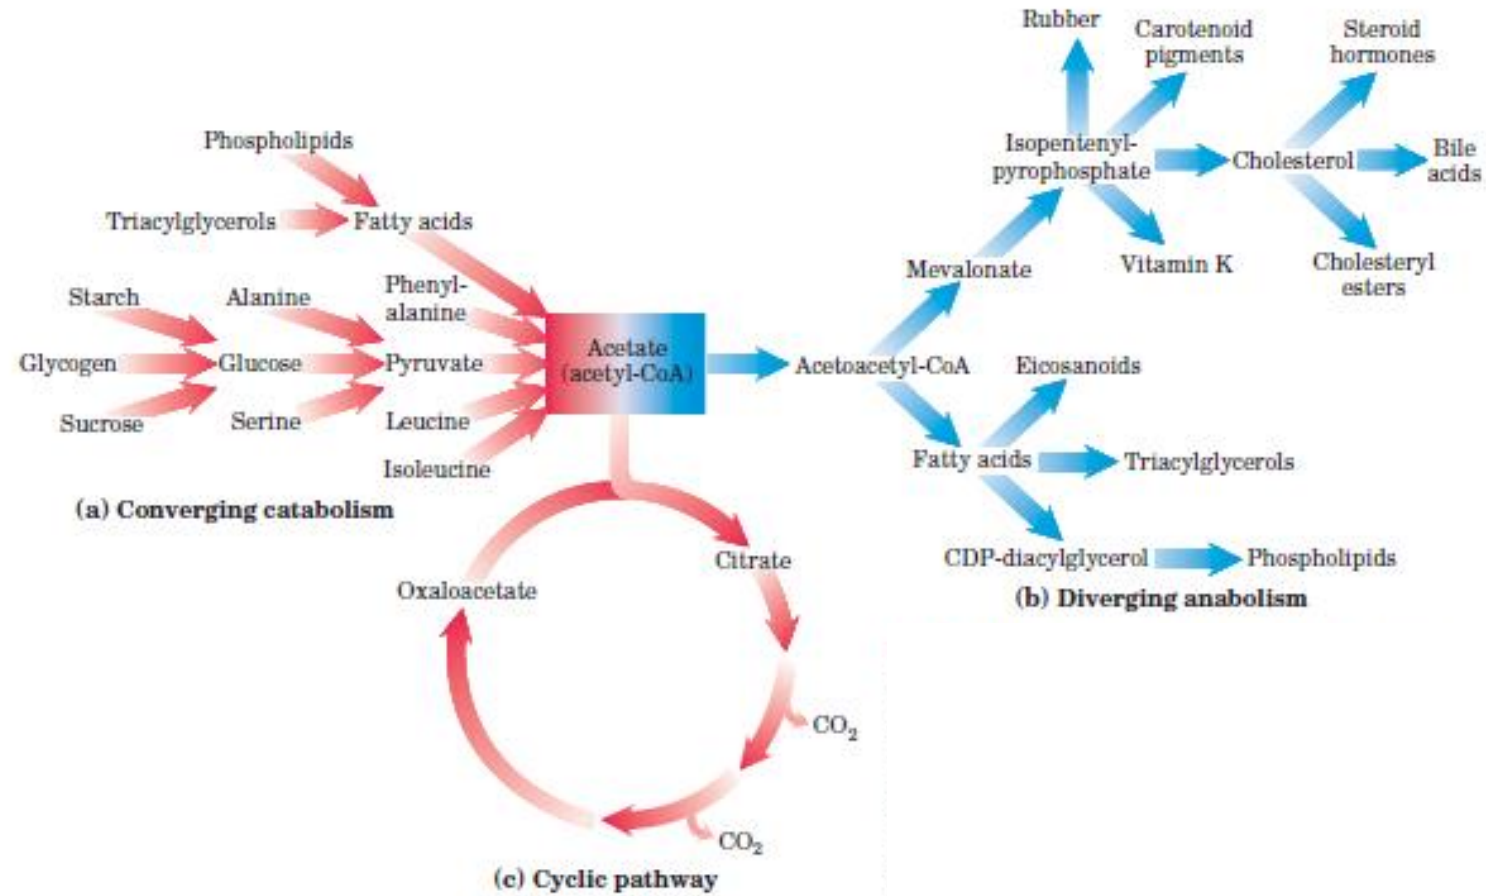 Rubber
Carotenoid
pigments
Steroid
hormones
Phospholipids
Isopentenyl-
pyrophosphate
Cholesterol
Bile
acids
Triacylglycerols
Fatty acids
Mevalonate
Vitamin K
Cholesteryl
esters
Starch
Alanine
Phenyl-
alanine
Glycogen
Glucose
Pyruvate
Acetate
(acetyl-CoA)
Acetoacetyl-CoA
Eicosanoids
Sucrose
Serine
Leucine
Isoleucine
Fatty acids
Triacylglycerols
(a) Converging catabolism
CDP-diacylglycerol
Phospholipids
(b) Diverging anabolism
Citrate
Oxaloacetate
CO2
CO2
(c) Cyclic pathway